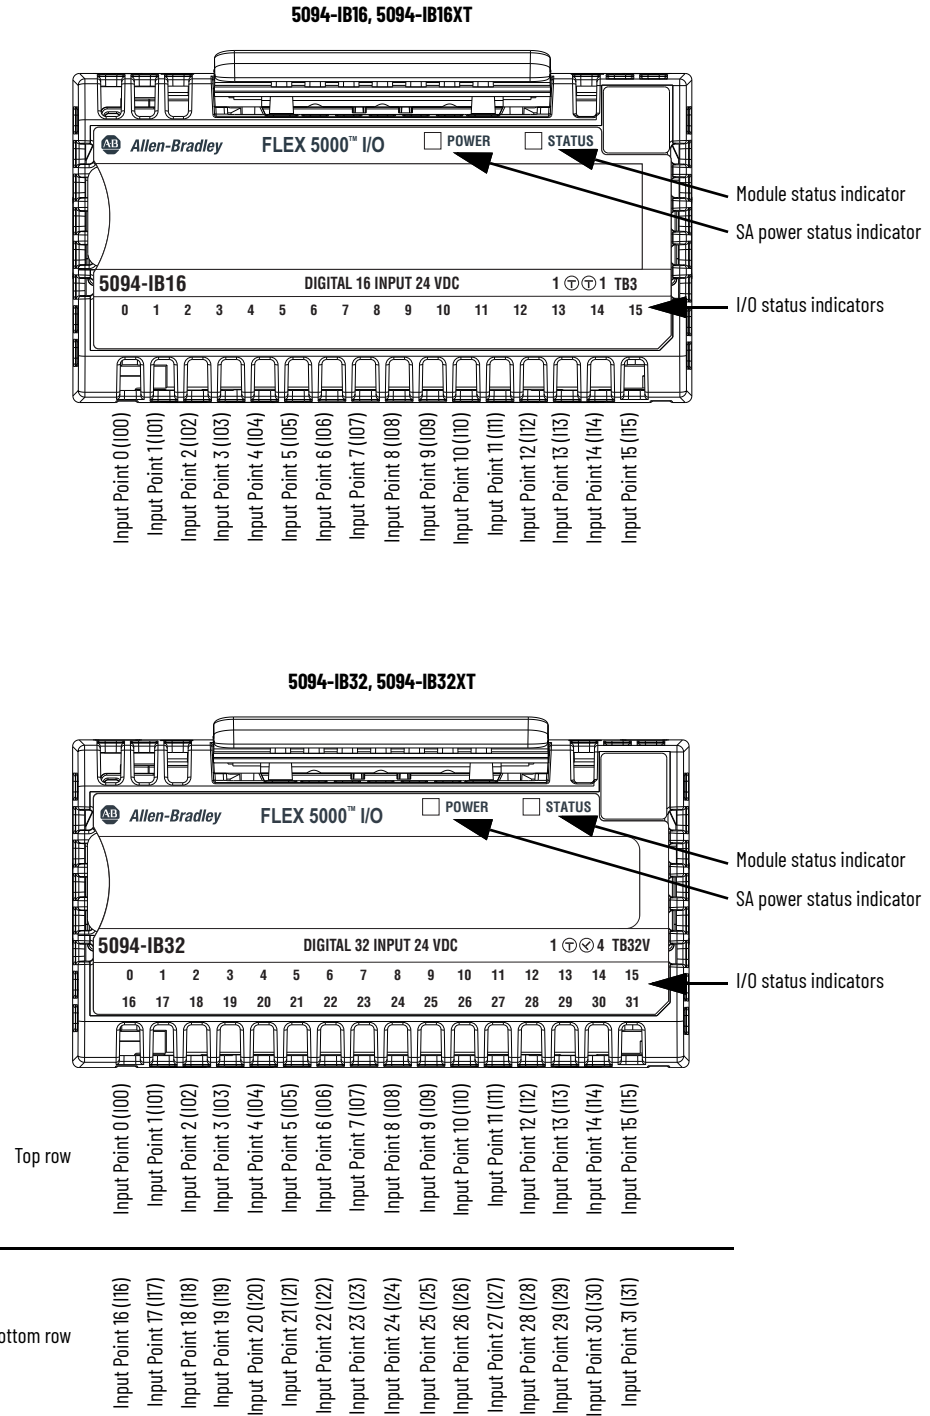 5094-IB16, 5094-IB16XT
AB Allen-Bradley FLEX 5000™ I/O POWER STATUS
Module status indicator
SA power status indicator
5094-IB16 DIGITAL 16 INPUT 24 VDC 1 T T 1 TB3
I/O status indicators
0 1 2 3 4 5 6 7 8 9 10 11 12 13 14 15
Input Point 0 (I00)
Input Point 1 (I01)
Input Point 2 (I02)
Input Point 3 (I03)
Input Point 4 (I04)
Input Point 5 (I05)
Input Point 6 (I06)
Input Point 7 (I07)
Input Point 8 (I08)
Input Point 9 (I09)
Input Point 10 (I10)
Input Point 11 (I11)
Input Point 12 (I12)
Input Point 13 (I13)
Input Point 14 (I14)
Input Point 15 (I15)
5094-IB32, 5094-IB32XT
AB Allen-Bradley FLEX 5000™ I/O POWER STATUS
Module status indicator
SA power status indicator
5094-IB32 DIGITAL 32 INPUT 24 VDC 1 T Y 4 TB32V
0 1 2 3 4 5 6 7 8 9 10 11 12 13 14 15
I/O status indicators
16 17 18 19 20 21 22 23 24 25 26 27 28 29 30 31
Top row
Input Point 0 (I00)
Input Point 1 (I01)
Input Point 2 (I02)
Input Point 3 (I03)
Input Point 4 (I04)
Input Point 5 (I05)
Input Point 6 (I06)
Input Point 7 (I07)
Input Point 8 (I08)
Input Point 9 (I09)
Input Point 10 (I10)
Input Point 11 (I11)
Input Point 12 (I12)
Input Point 13 (I13)
Input Point 14 (I14)
Input Point 15 (I15)
ottom row
Input Point 16 (I16)
Input Point 17 (I17)
Input Point 18 (I18)
Input Point 19 (I19)
Input Point 20 (I20)
Input Point 21 (I21)
Input Point 22 (I22)
Input Point 23 (I23)
Input Point 24 (I24)
Input Point 25 (I25)
Input Point 26 (I26)
Input Point 27 (I27)
Input Point 28 (I28)
Input Point 29 (I29)
Input Point 30 (I30)
Input Point 31 (I31)